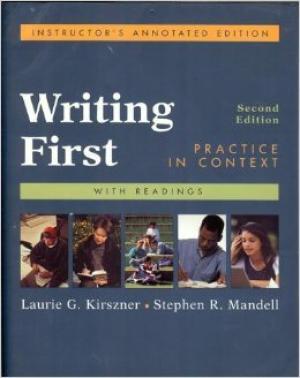 INSTRUCTOR'S ANNOTATED EDITION
Writing
First
Second
Edition
PRACTICE
IN CONTEXT
WITH READINGS
Laurie G. Kirszner • Stephen R. Mandell